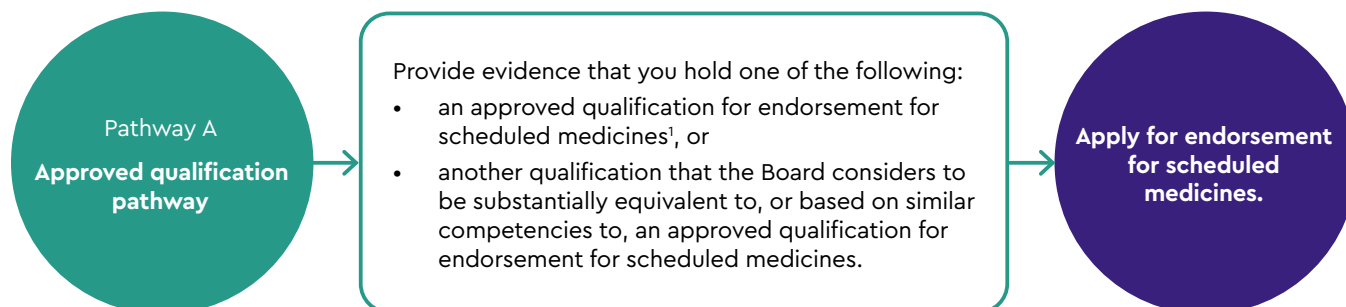 Pathway A
Approved qualification
pathway
Provide evidence that you hold one of the following:
• an approved qualification for endorsement for
scheduled medicines¹, or
• another qualification that the Board considers to
be substantially equivalent to, or based on similar
competencies to, an approved qualification for
endorsement for scheduled medicines.
Apply for endorsement
for scheduled
medicines.